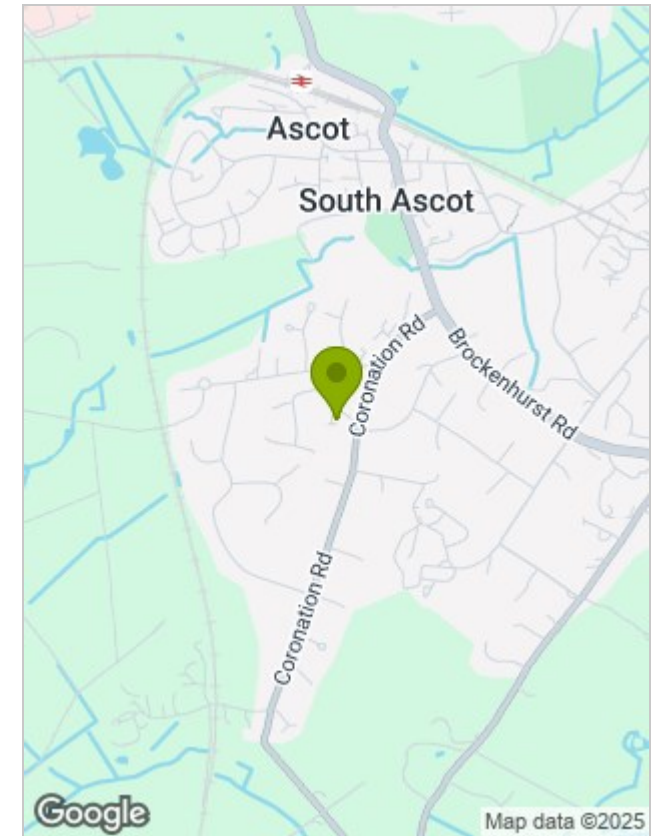 Ascot
South Ascot
Coronation Rd
Brockenhurst Rd
Coronation Rd
Google
Map data ©2025